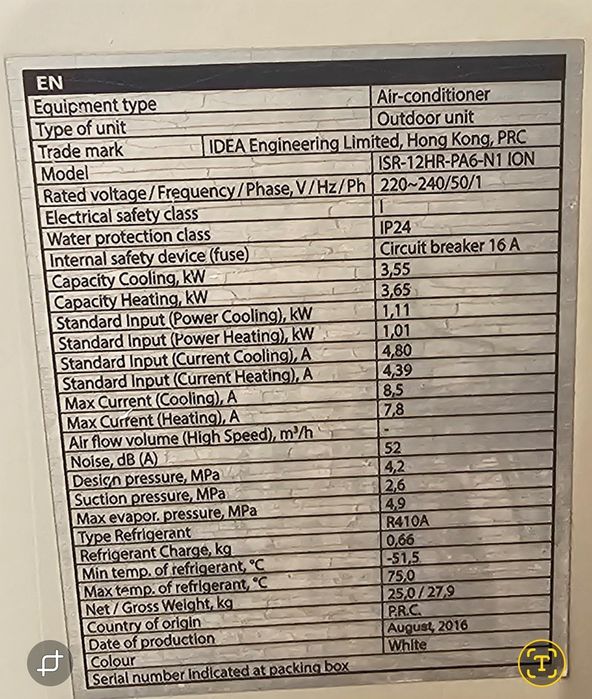 EN
Equipment type Air-conditioner
Type of unit Outdoor unit
Trade mark IDEA Engineering Limited, Hong Kong, PRC
Model ISR-12HR-PA6-N1 ION
Rated voltage/Frequency/Phase, V/Hz/Ph 220~240/50/1
Electrical safety class I
Water protection class IP24
Internal safety device (fuse) Circuit breaker 16 A
Capacity Cooling, kW 3,55
Capacity Heating, kW 3,65
Standard Input (Power Cooling), kW 1,11
Standard Input (Power Heating), kW 1,01
Standard Input (Current Cooling), A 4,80
Standard Input (Current Heating), A 4,39
Max Current (Cooling), A 8,5
Max Current (Heating), A 7,8
Air flow volume (High Speed), m³/h -
Noise, dB (A) 52
Design pressure, MPa 4,2
Suction pressure, MPa 2,6
Max evapor. pressure, MPa 4,9
Type Refrigerant R410A
Refrigerant Charge, kg 0,66
Min temp. of refrigerant, °C -51,5
Max temp. of refrigerant, °C 75,0
Net / Gross Weight, kg 25,0 / 27,9
Country of origin P.R.C.
Date of production August, 2016
Colour White
Serial number indicated at packing box